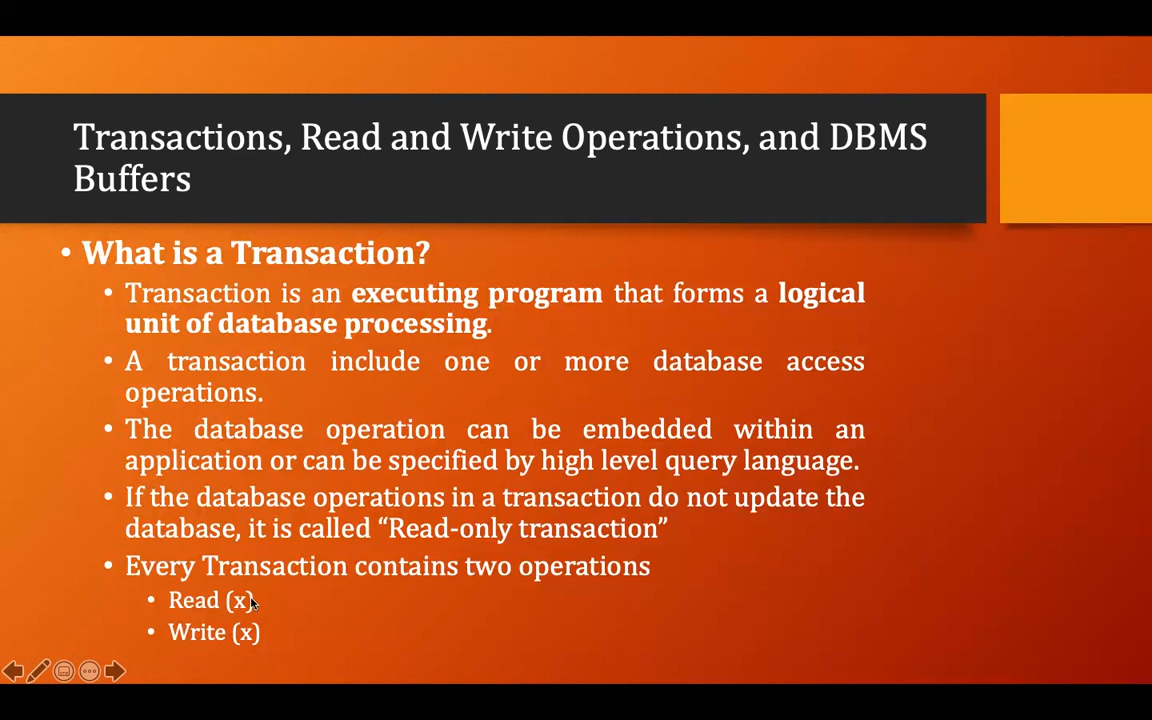 Transactions, Read and Write Operations, and DBMS
Buffers
• What is a Transaction?
• Transaction is an executing program that forms a logical
unit of database processing.
• A transaction include one or more database access
operations.
• The database operation can be embedded within an
application or can be specified by high level query language.
• If the database operations in a transaction do not update the
database, it is called “Read-only transaction”
• Every Transaction contains two operations
• Read (x)
• Write (x)